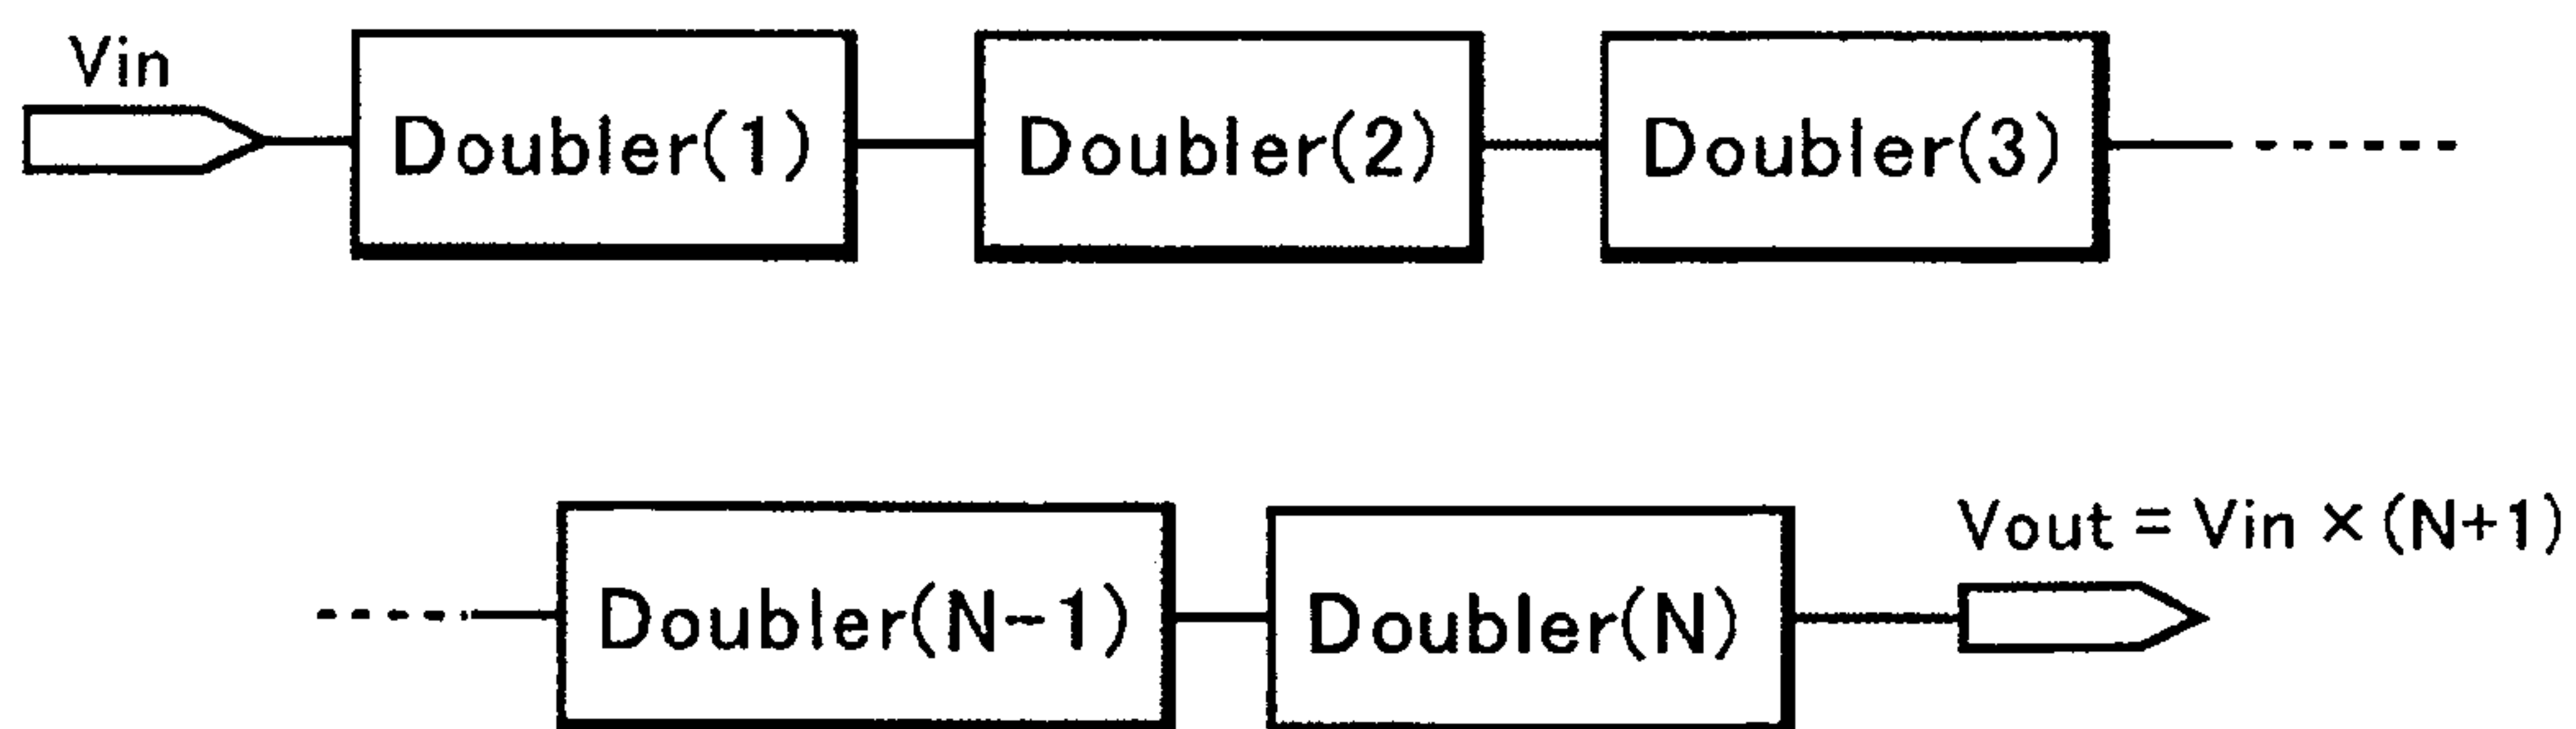 Vin
Doubler(1) Doubler(2) Doubler(3)
Vout = Vin × (N+1)
Doubler(N-1) Doubler(N)